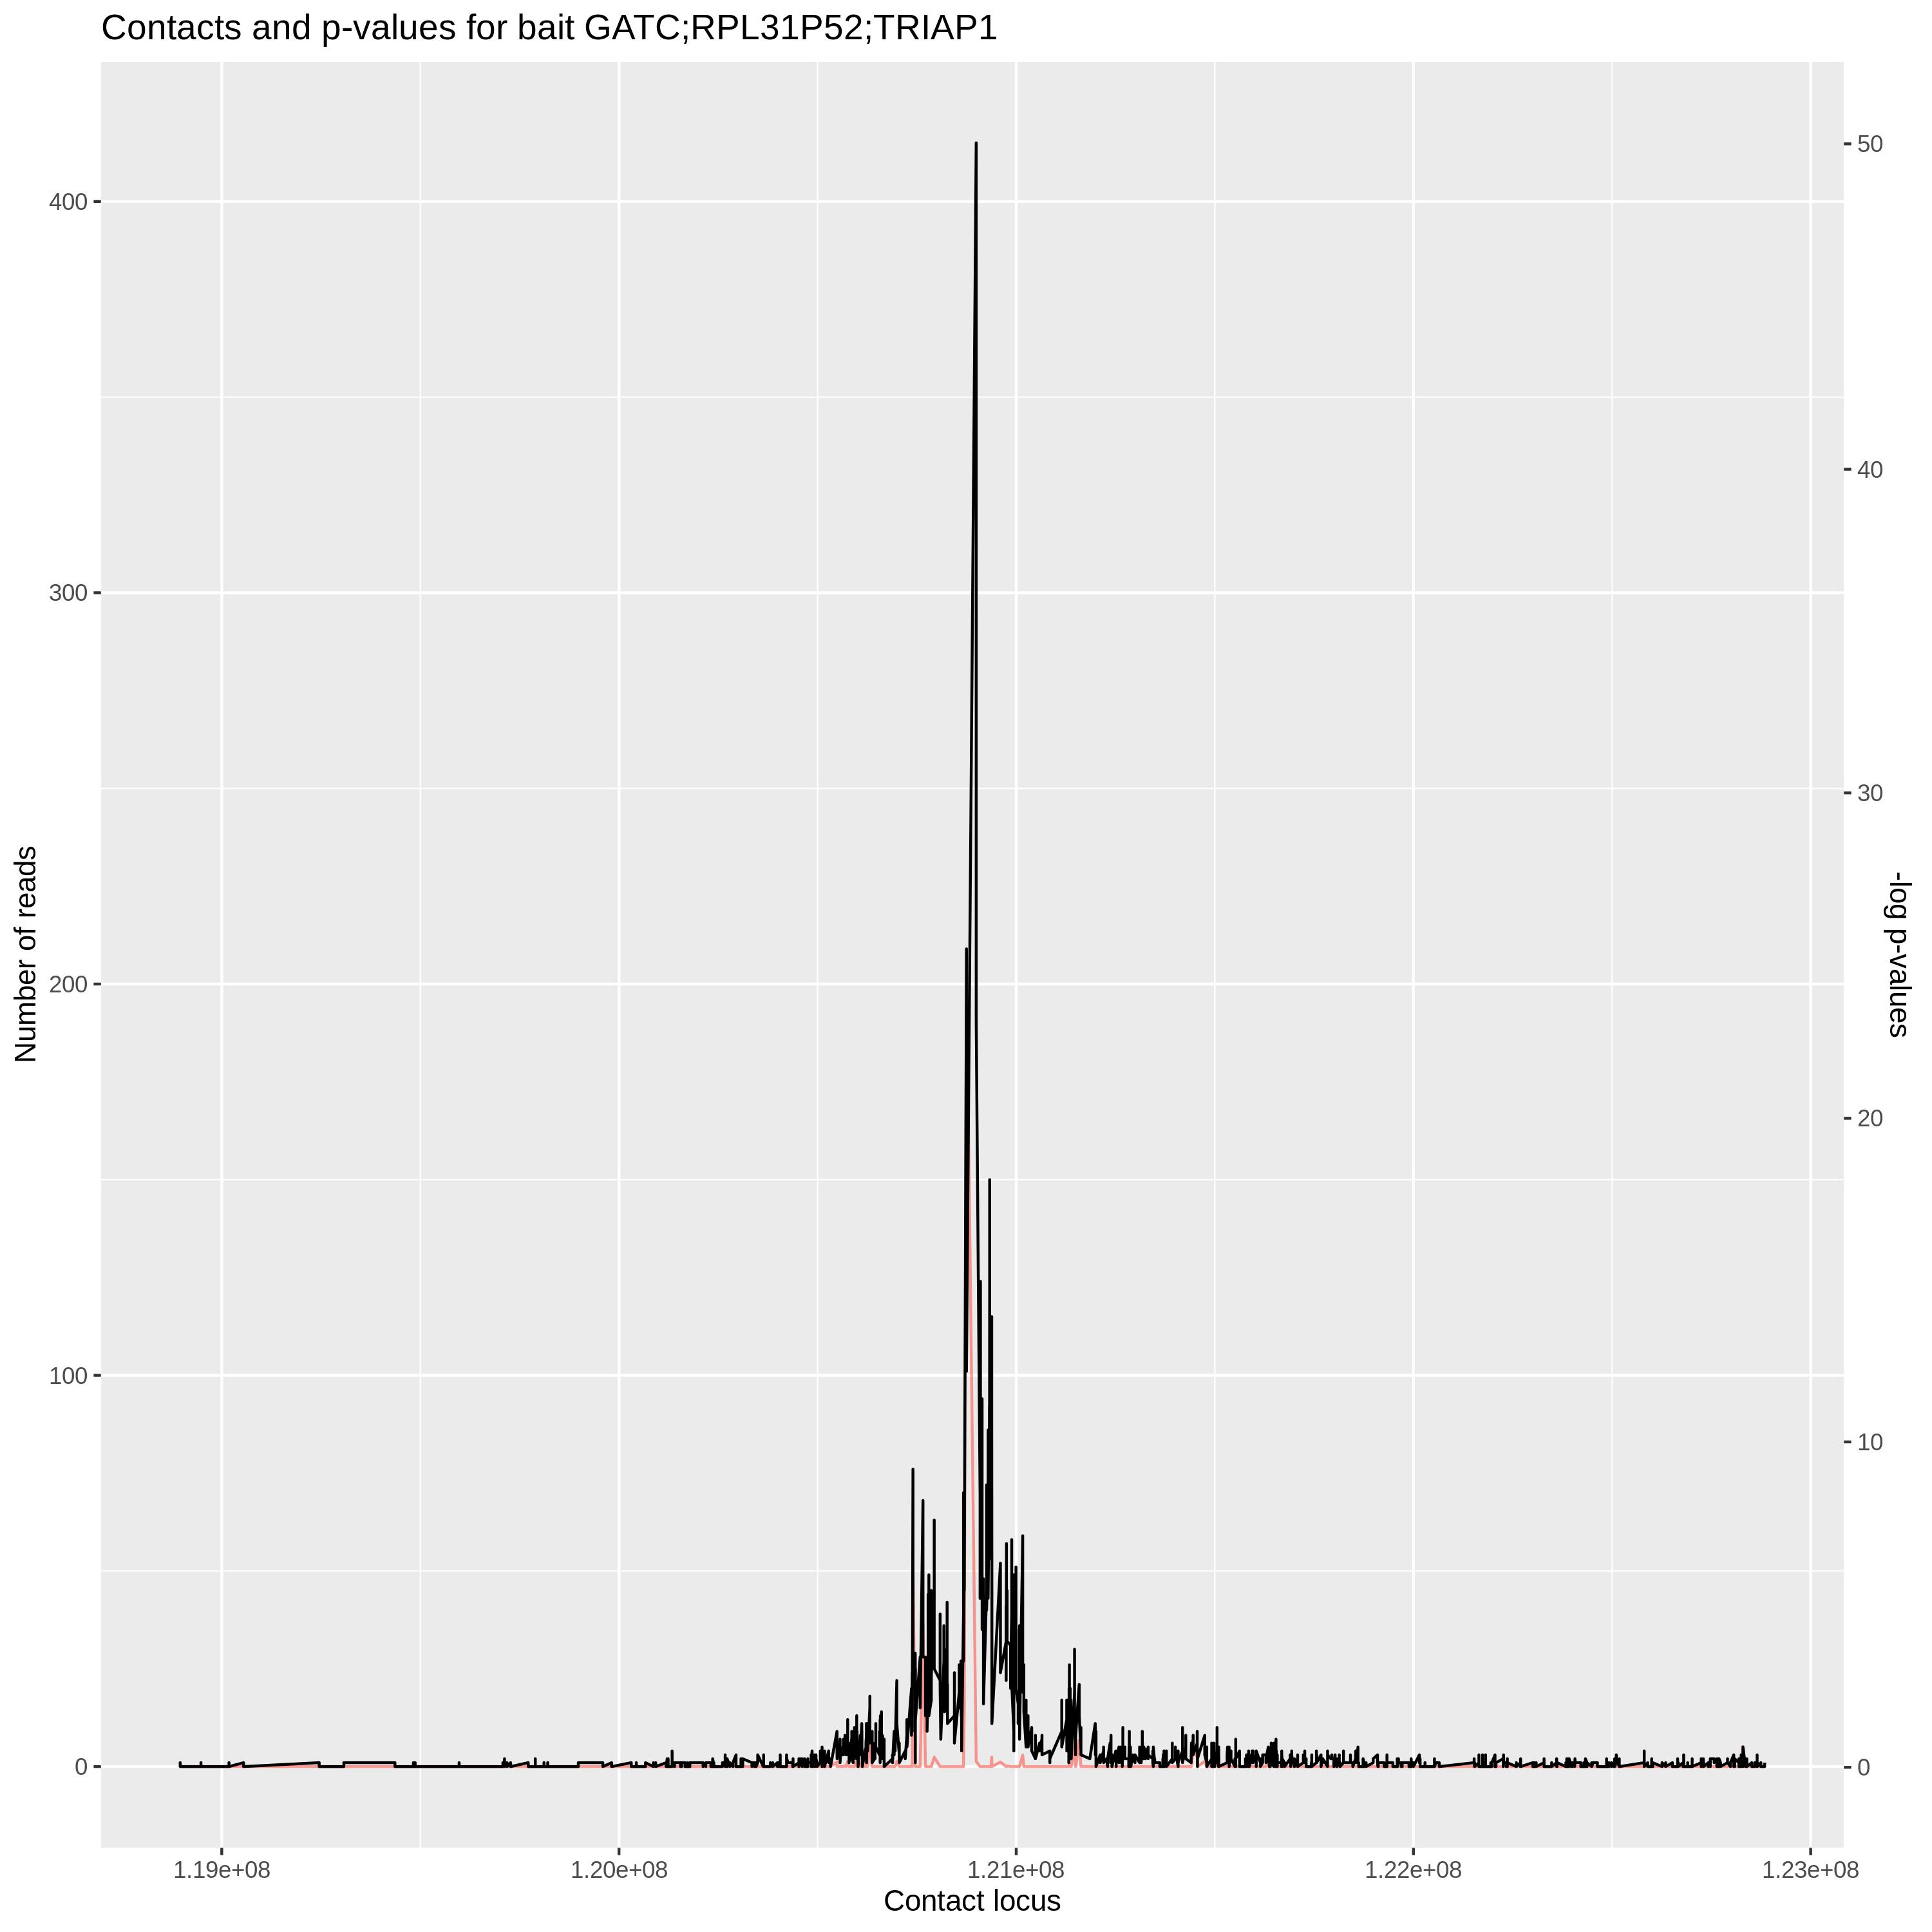 Contacts and p-values for bait GATC;RPL31P52;TRIAP1
Number of reads
400
300
200
100
0
50
40
30
20
10
0
-log p-values
1.19e+08
1.20e+08
1.21e+08
1.22e+08
1.23e+08
Contact locus